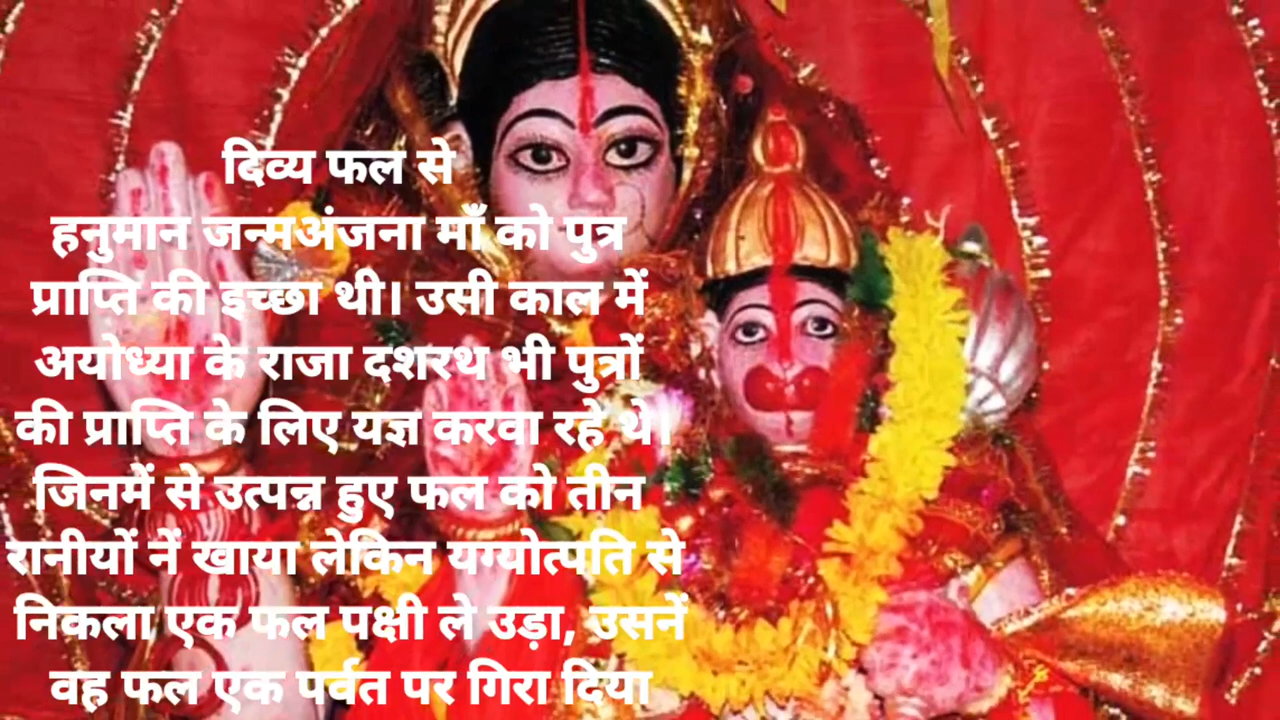 दिव्य फल से
हनुमान जन्मअंजना माँ को पुत्र
प्राप्ति की इच्छा थी। उसी काल में
अयोध्या के राजा दशरथ भी पुत्रों
की प्राप्ति के लिए यज्ञ करवा रहे थे।
जिनमें से उत्पन्न हुए फल को तीन
रानीयों नें खाया लेकिन यग्योत्पति से
निकला एक फल पक्षी ले उड़ा, उसनें
वह फल एक पर्वत पर गिरा दिया